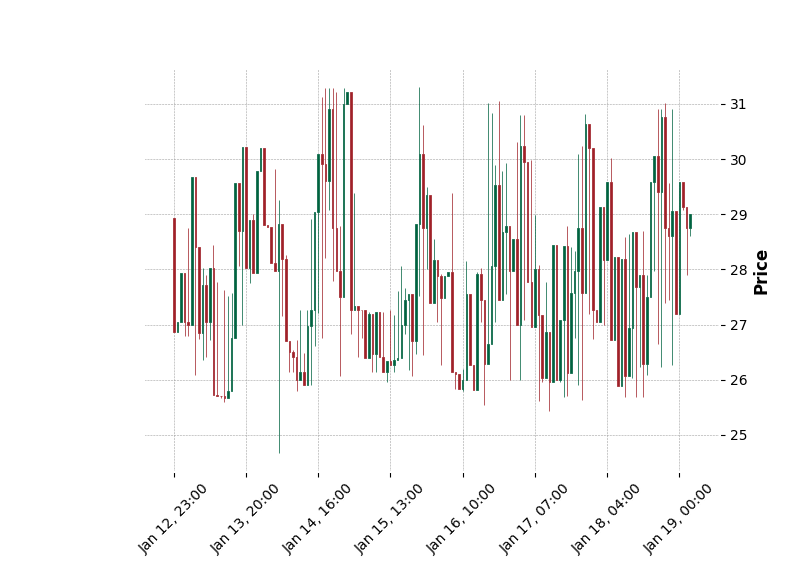 31
30
29
28
27
26
25
Price
Jan 12, 23:00
Jan 13, 20:00
Jan 14, 16:00
Jan 15, 13:00
Jan 16, 10:00
Jan 17, 07:00
Jan 18, 04:00
Jan 19, 00:00